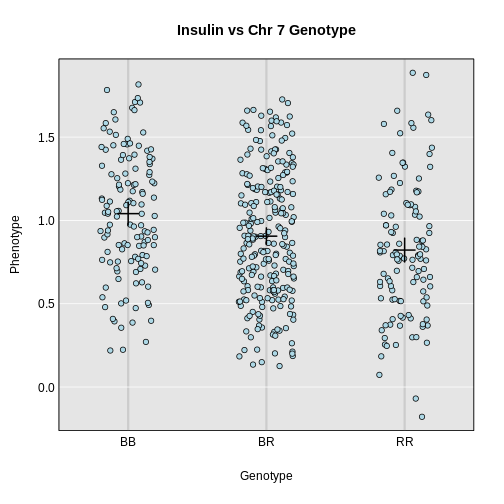 Insulin vs Chr 7 Genotype
Phenotype
1.5
1.0
0.5
0.0
BB BR RR
Genotype